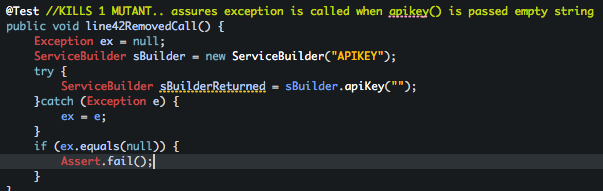 @Test //KILLS 1 MUTANT.. assures exception is called when apikey() is passed empty string
public void line42RemovedCall() {
    Exception ex = null;
    ServiceBuilder sBuilder = new ServiceBuilder("APIKEY");
    try {
        ServiceBuilder sBuilderReturned = sBuilder.apiKey("");
    }catch (Exception e) {
        ex = e;
    }
    if (ex.equals(null)) {
        Assert.fail();
    }